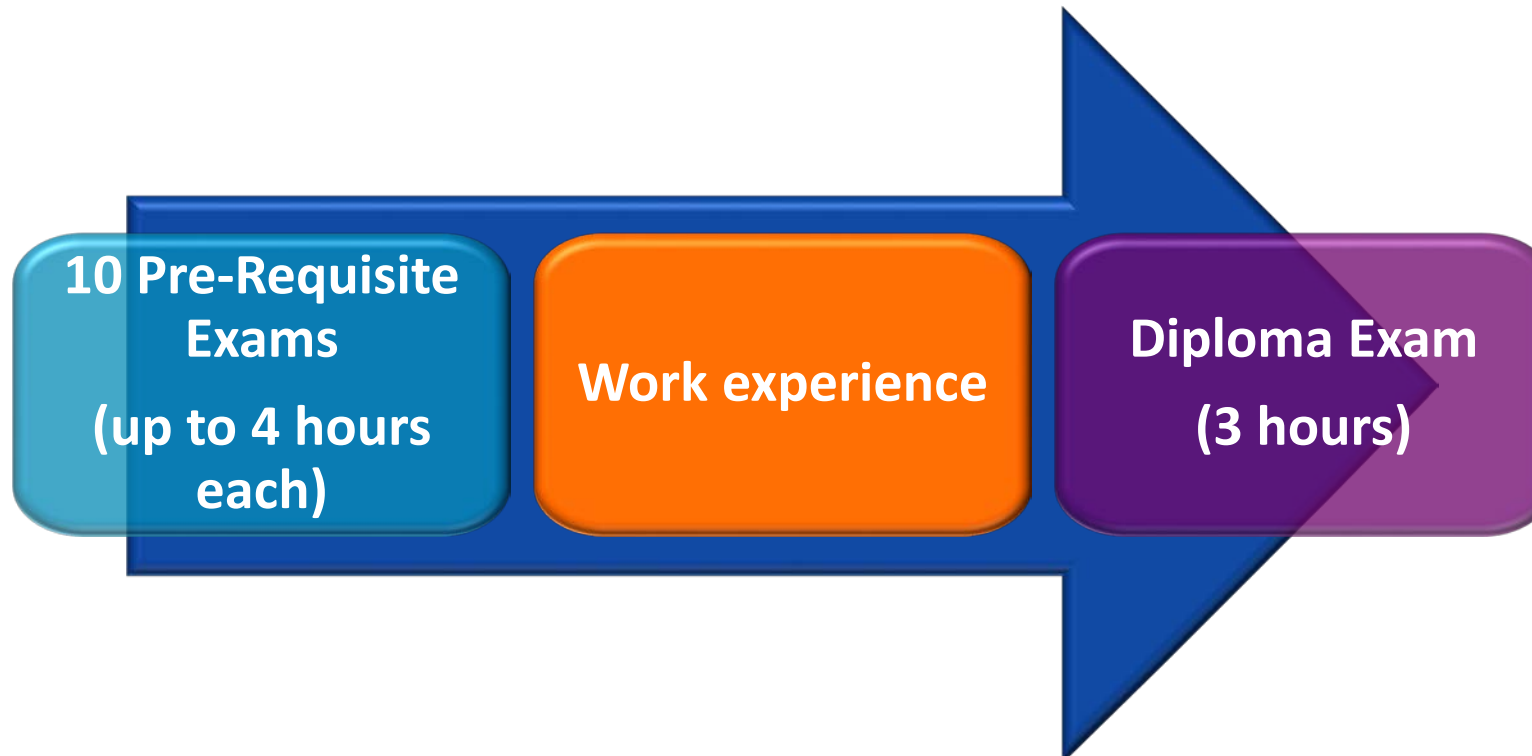 10 Pre-Requisite
Exams
(up to 4 hours
each)
Work experience
Diploma Exam
(3 hours)